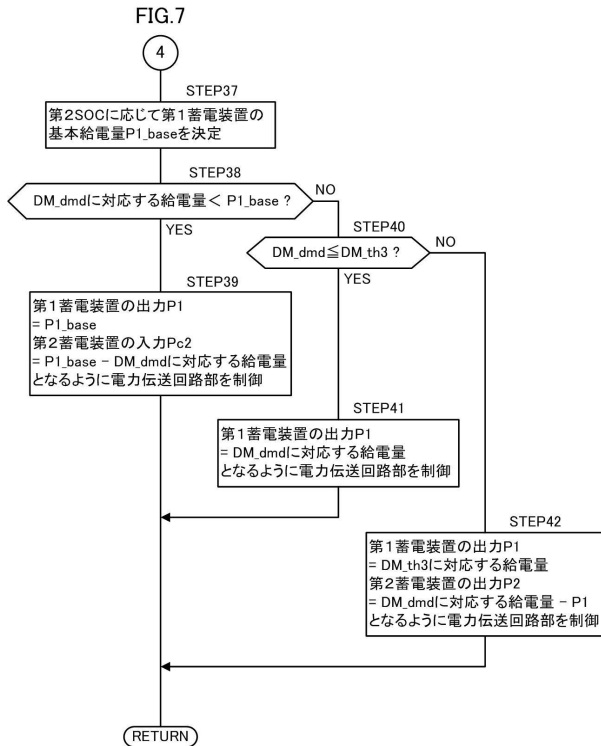 FIG.7
4
STEP37
第2SOCに応じて第1蓄電装置の
基本給電量P1_baseを決定
STEP38
DM_dmdに対応する給電量< P1_base ?
NO
YES
STEP40
DM_dmd≦DM_th3 ?
NO
YES
STEP39
第1蓄電装置の出力P1
= P1_base
第2蓄電装置の入力Pc2
= P1_base − DM_dmdに対応する給電量
となるように電力伝送回路部を制御
STEP41
第1蓄電装置の出力P1
= DM_dmdに対応する給電量
となるように電力伝送回路部を制御
STEP42
第1蓄電装置の出力P1
= DM_th3に対応する給電量
第2蓄電装置の出力P2
= DM_dmdに対応する給電量 − P1
となるように電力伝送回路部を制御
RETURN